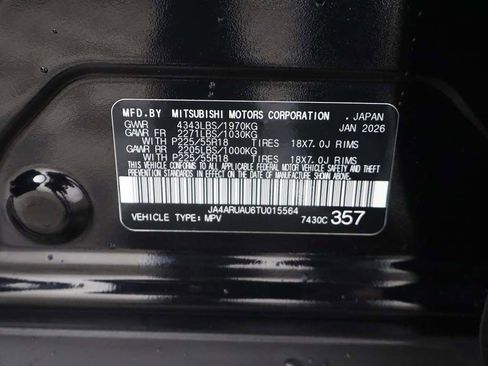 MFD.BY MITSUBISHI MOTORS CORPORATION . JAPAN
GVWR 4343LBS/1970KG JAN 2026
GAWR FR 2271LBS/1030KG
WITH P225/55R18 TIRES 18X7.0J RIMS
GAWR RR 2205LBS/1000KG
WITH P225/55R18 TIRES 18X7.0J RIMS
THIS VEHICLE CONFORMS TO ALL APPLICABLE FEDERAL MOTOR VEHICLE SAFETY AND THEFT
PREVENTION STANDARDS IN EFFECT ON THE DATE OF MANUFACTURE SHOWN ABOVE.
JA4ARUAU6TU015564
VEHICLE TYPE: MPV 7430C 357